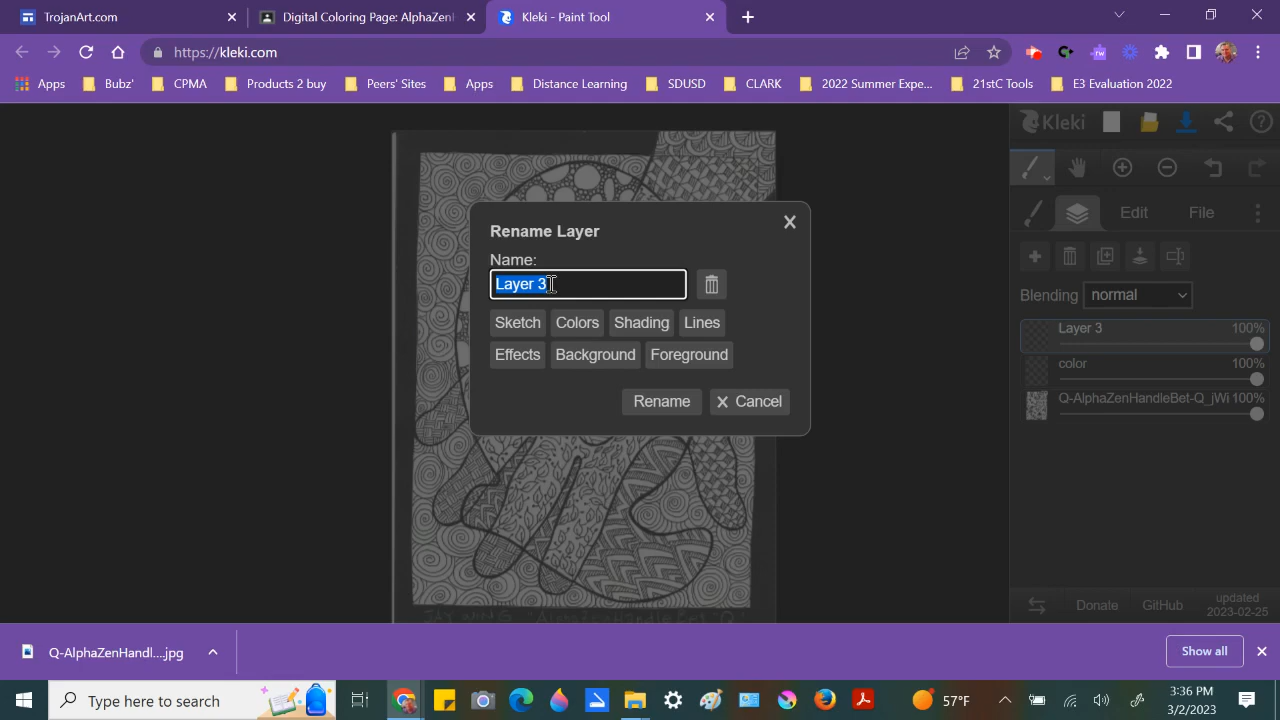 TrojanArt.com
Digital Coloring Page: AlphaZenH
Kleki - Paint Tool
https://kleki.com
Apps
Bubz'
CPMA
Products 2 buy
Peers' Sites
Apps
Distance Learning
SDUSD
CLARK
2022 Summer Expe...
21stC Tools
E3 Evaluation 2022
Kleki
Edit
File
Blending
normal
Layer 3
100%
color
100%
Q-AlphaZenHandleBet-Q_jWi 100%
Rename Layer
Name:
Layer 3
Sketch Colors Shading Lines
Effects Background Foreground
Rename
Cancel
Donate
GitHub
updated
2023-02-25
Q-AlphaZenHandl....jpg
Show all
Type here to search
57°F
3:36 PM
3/2/2023